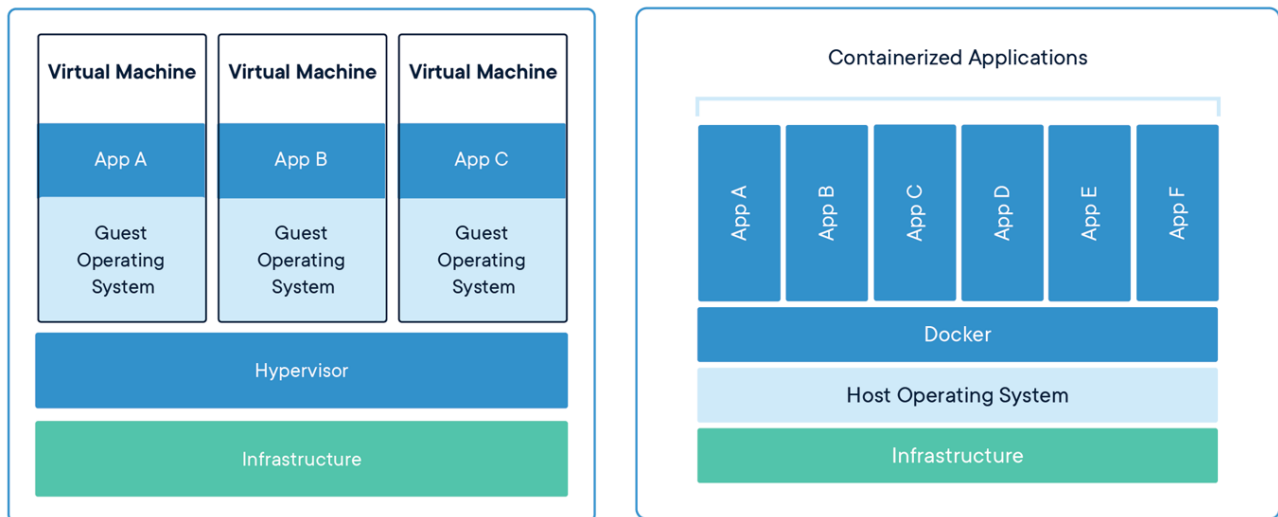 Virtual Machine
Virtual Machine
Virtual Machine
App A
App B
App C
Guest
Operating
System
Guest
Operating
System
Guest
Operating
System
Hypervisor
Infrastructure
Containerized Applications
App A
App B
App C
App D
App E
App F
Docker
Host Operating System
Infrastructure